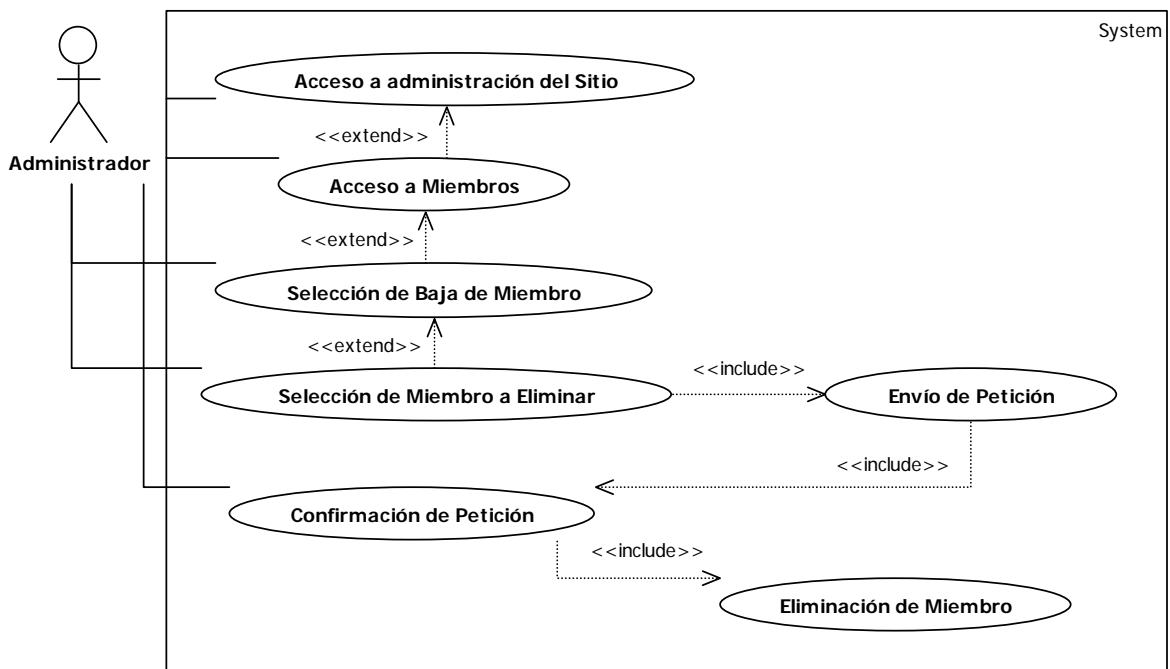 System
Acceso a administración del Sitio
<<extend>>
Administrador
Acceso a Miembros
<<extend>>
Selección de Baja de Miembro
<<extend>>
<<include>>
Selección de Miembro a Eliminar
Envío de Petición
<<include>>
Confirmación de Petición
<<include>>
Eliminación de Miembro